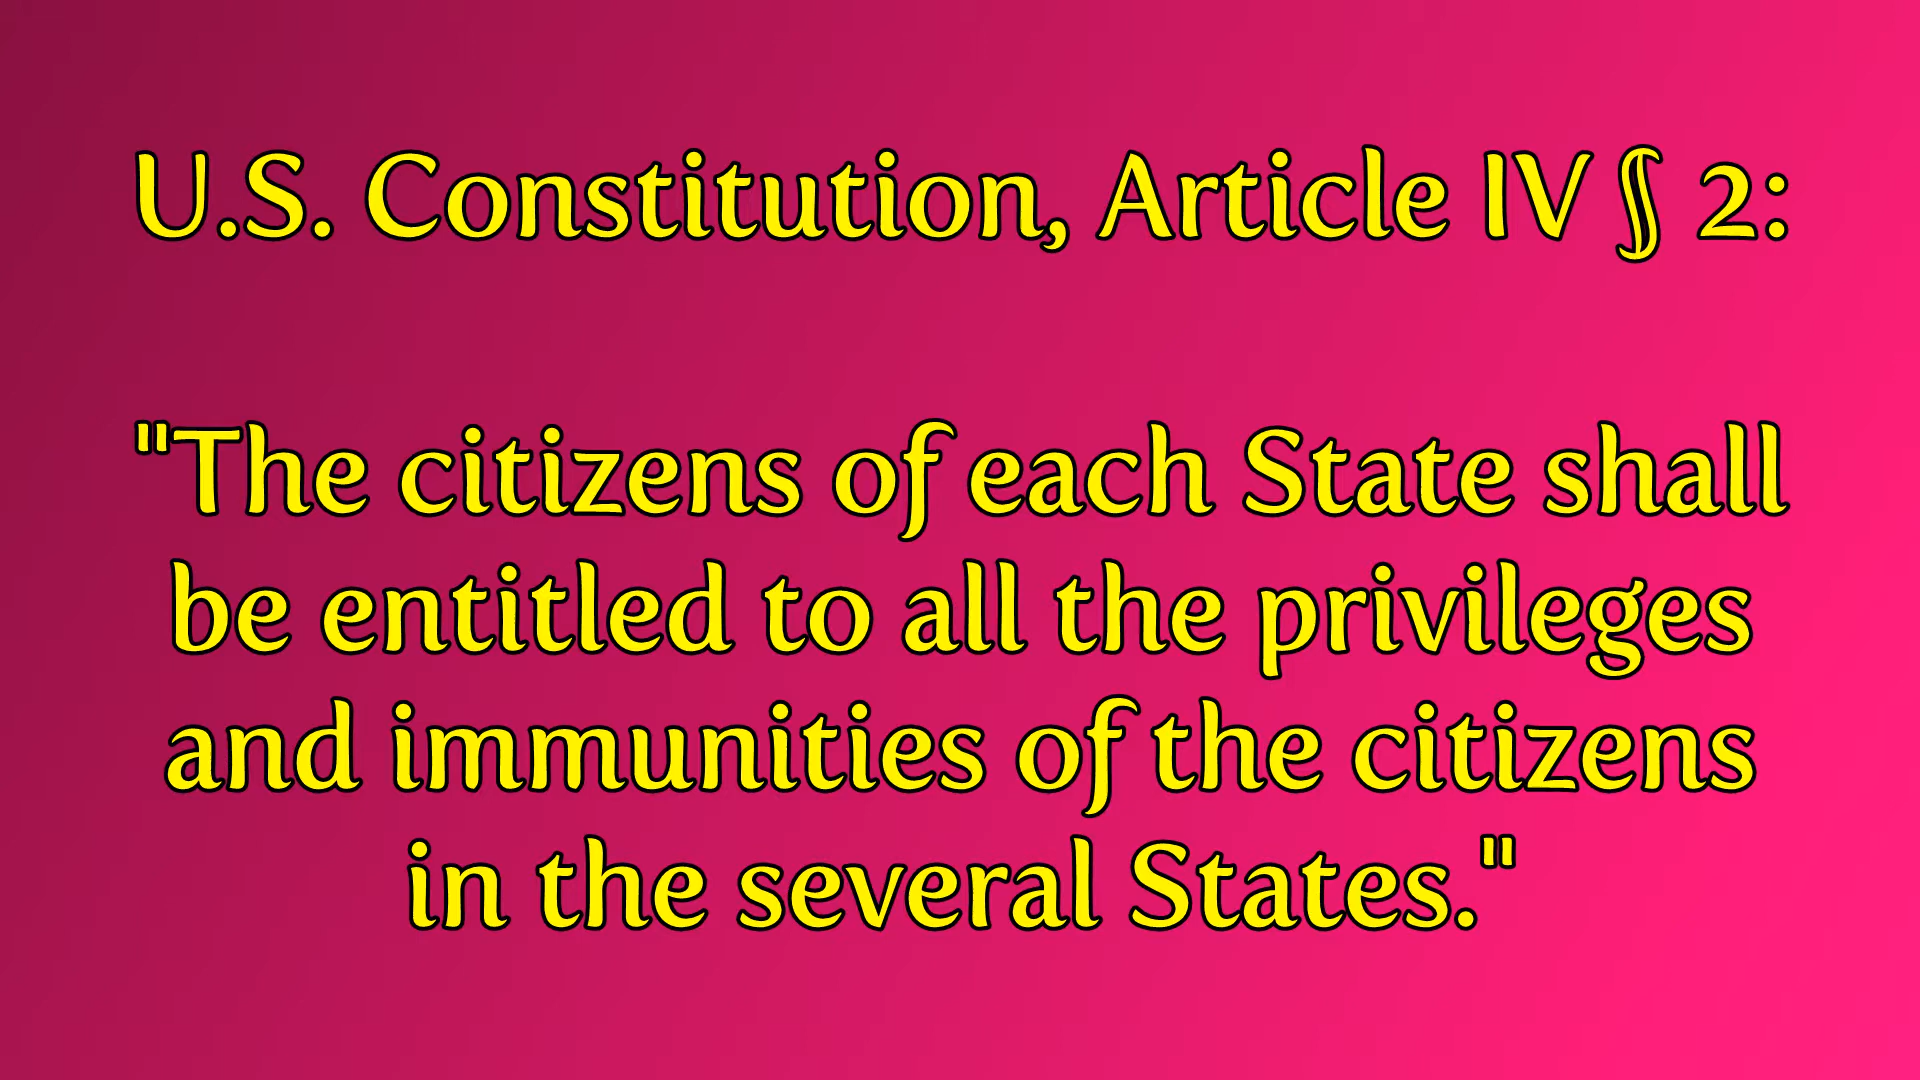 U.S. Constitution, Article IV § 2:
"The citizens of each State shall
be entitled to all the privileges
and immunities of the citizens
in the several States."